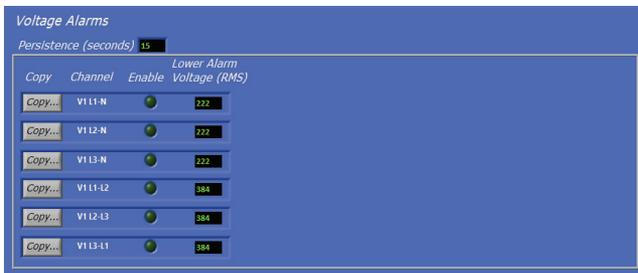 Voltage Alarms
Persistence (seconds) 15
Lower Alarm
Copy Channel Enable Voltage (RMS)
Copy... V1 L1-N 222
Copy... V1 L2-N 222
Copy... V1 L3-N 222
Copy... V1 L1-L2 384
Copy... V1 L2-L3 384
Copy... V1 L3-L1 384